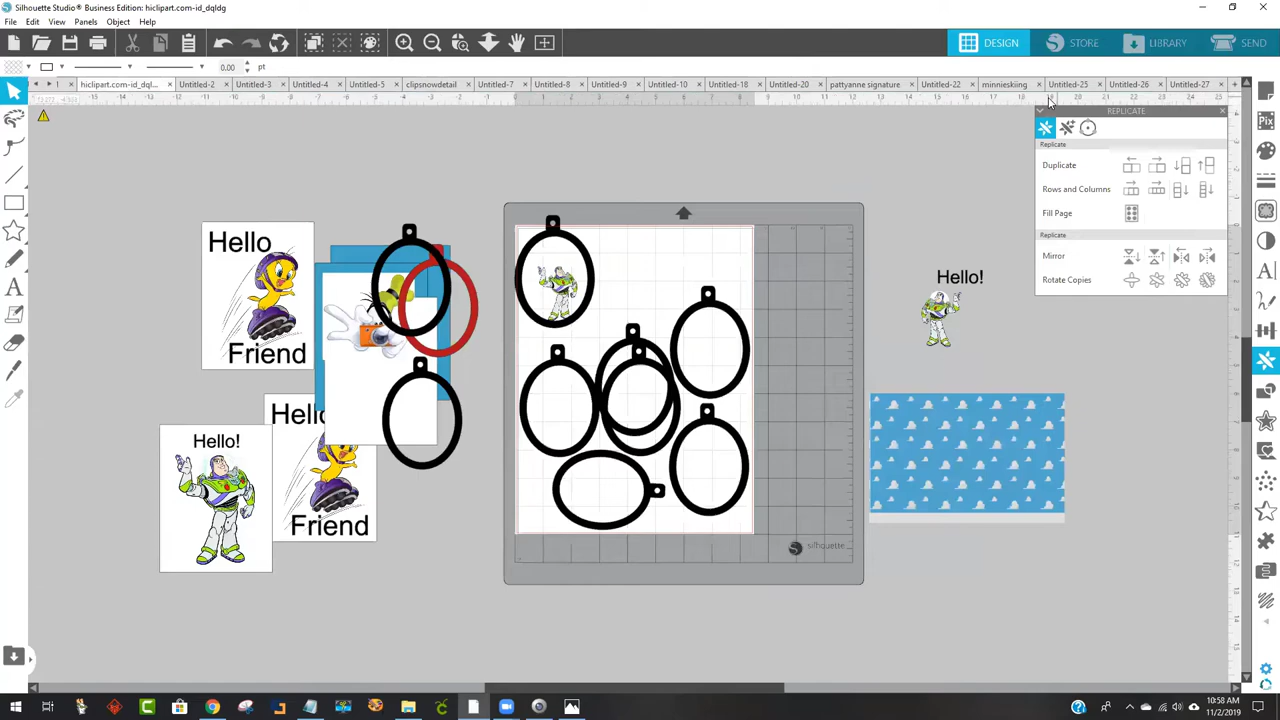 Silhouette Studio® Business Edition: hiclipart.com-id_dqldg
File Edit View Panels Object Help
DESIGN STORE LIBRARY SEND
0.00 pt
hiclipart.com-id_dql... Untitled-2 Untitled-3 Untitled-4 Untitled-5 clipsnowdetail Untitled-7 Untitled-8 Untitled-9 Untitled-10 Untitled-18 Untitled-20 pattyanne signature Untitled-22 minnieskiing Untitled-25 Untitled-26 Untitled-27
REPLICATE
Replicate
Duplicate
Rows and Columns
Fill Page
Replicate
Mirror
Rotate Copies
Hello
Friend
Hello!
Hello
Friend
Hello!
silhouette
10:58 AM
11/2/2019